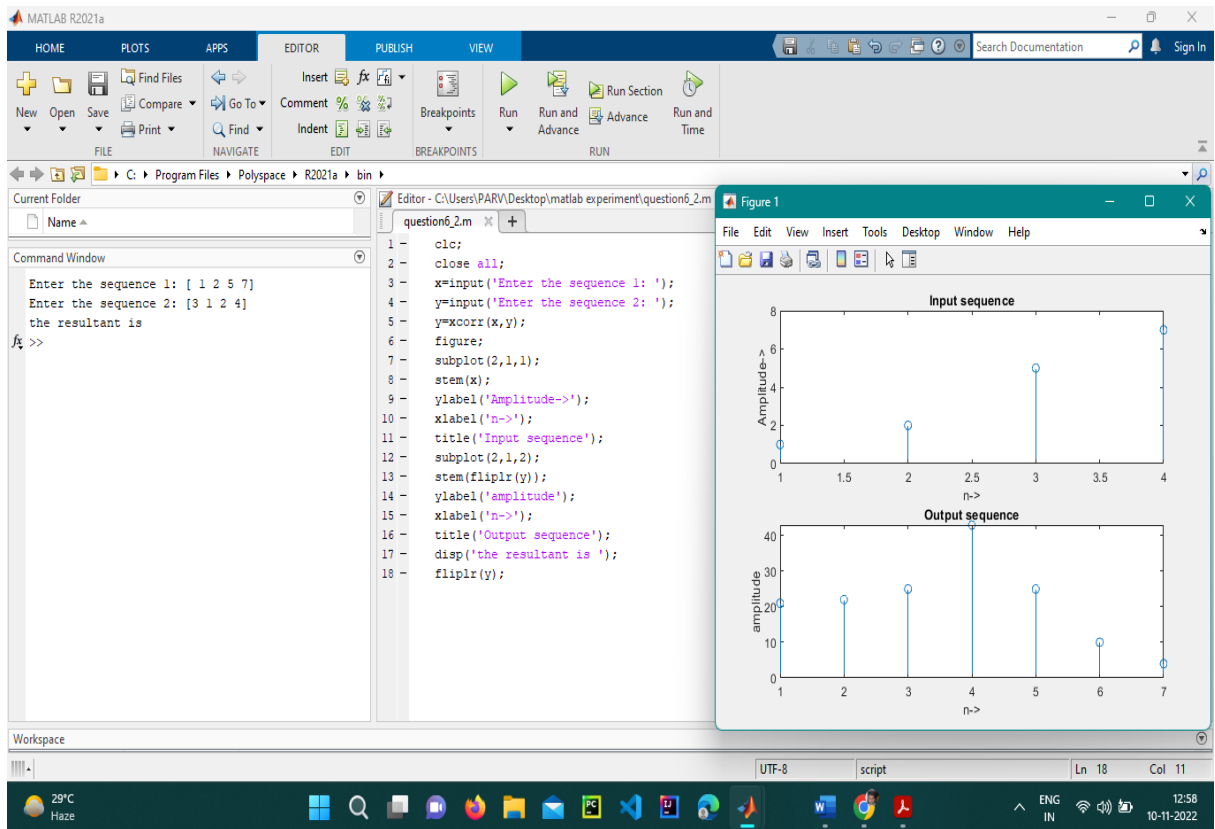 MATLAB R2021a
HOME PLOTS APPS EDITOR PUBLISH VIEW
Search Documentation
Sign In
New Open Save
Find Files
Compare
Print
FILE
Go To
Find
NAVIGATE
Insert fx
Comment %
Indent
EDIT
Breakpoints
BREAKPOINTS
Run
Run and Advance
Run Section
Advance
Run and Time
RUN
C: Program Files Polyspace R2021a bin
Current Folder
Name
Command Window
Enter the sequence 1: [ 1 2 5 7]
Enter the sequence 2: [3 1 2 4]
the resultant is
fx >>
Editor - C:\Users\PARV\Desktop\matlab experiment\question6_2.m
question6_2.m
1 - clc;
2 - close all;
3 - x=input('Enter the sequence 1: ');
4 - y=input('Enter the sequence 2: ');
5 - y=xcorr(x,y);
6 - figure;
7 - subplot(2,1,1);
8 - stem(x);
9 - ylabel('Amplitude->');
10 - xlabel('n->');
11 - title('Input sequence');
12 - subplot(2,1,2);
13 - stem(fliplr(y));
14 - ylabel('amplitude');
15 - xlabel('n->');
16 - title('Output sequence');
17 - disp('the resultant is ');
18 - fliplr(y);
Figure 1
File Edit View Insert Tools Desktop Window Help
Input sequence
8
6
4
2
0
Amplitude->
1 1.5 2 2.5 3 3.5 4
n->
Output sequence
40
30
20
10
0
amplitude
1 2 3 4 5 6 7
n->
Workspace
UTF-8 script Ln 18 Col 11
29°C
Haze
PC
W
ENG
IN
12:58
10-11-2022